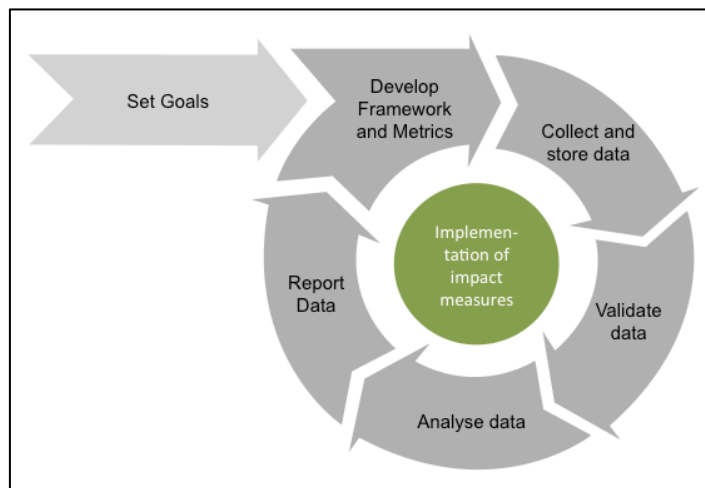 Set Goals
Develop
Framework
and Metrics
Collect and
store data
Implemen-
tation of
impact
measures
Report
Data
Validate
data
Analyse data